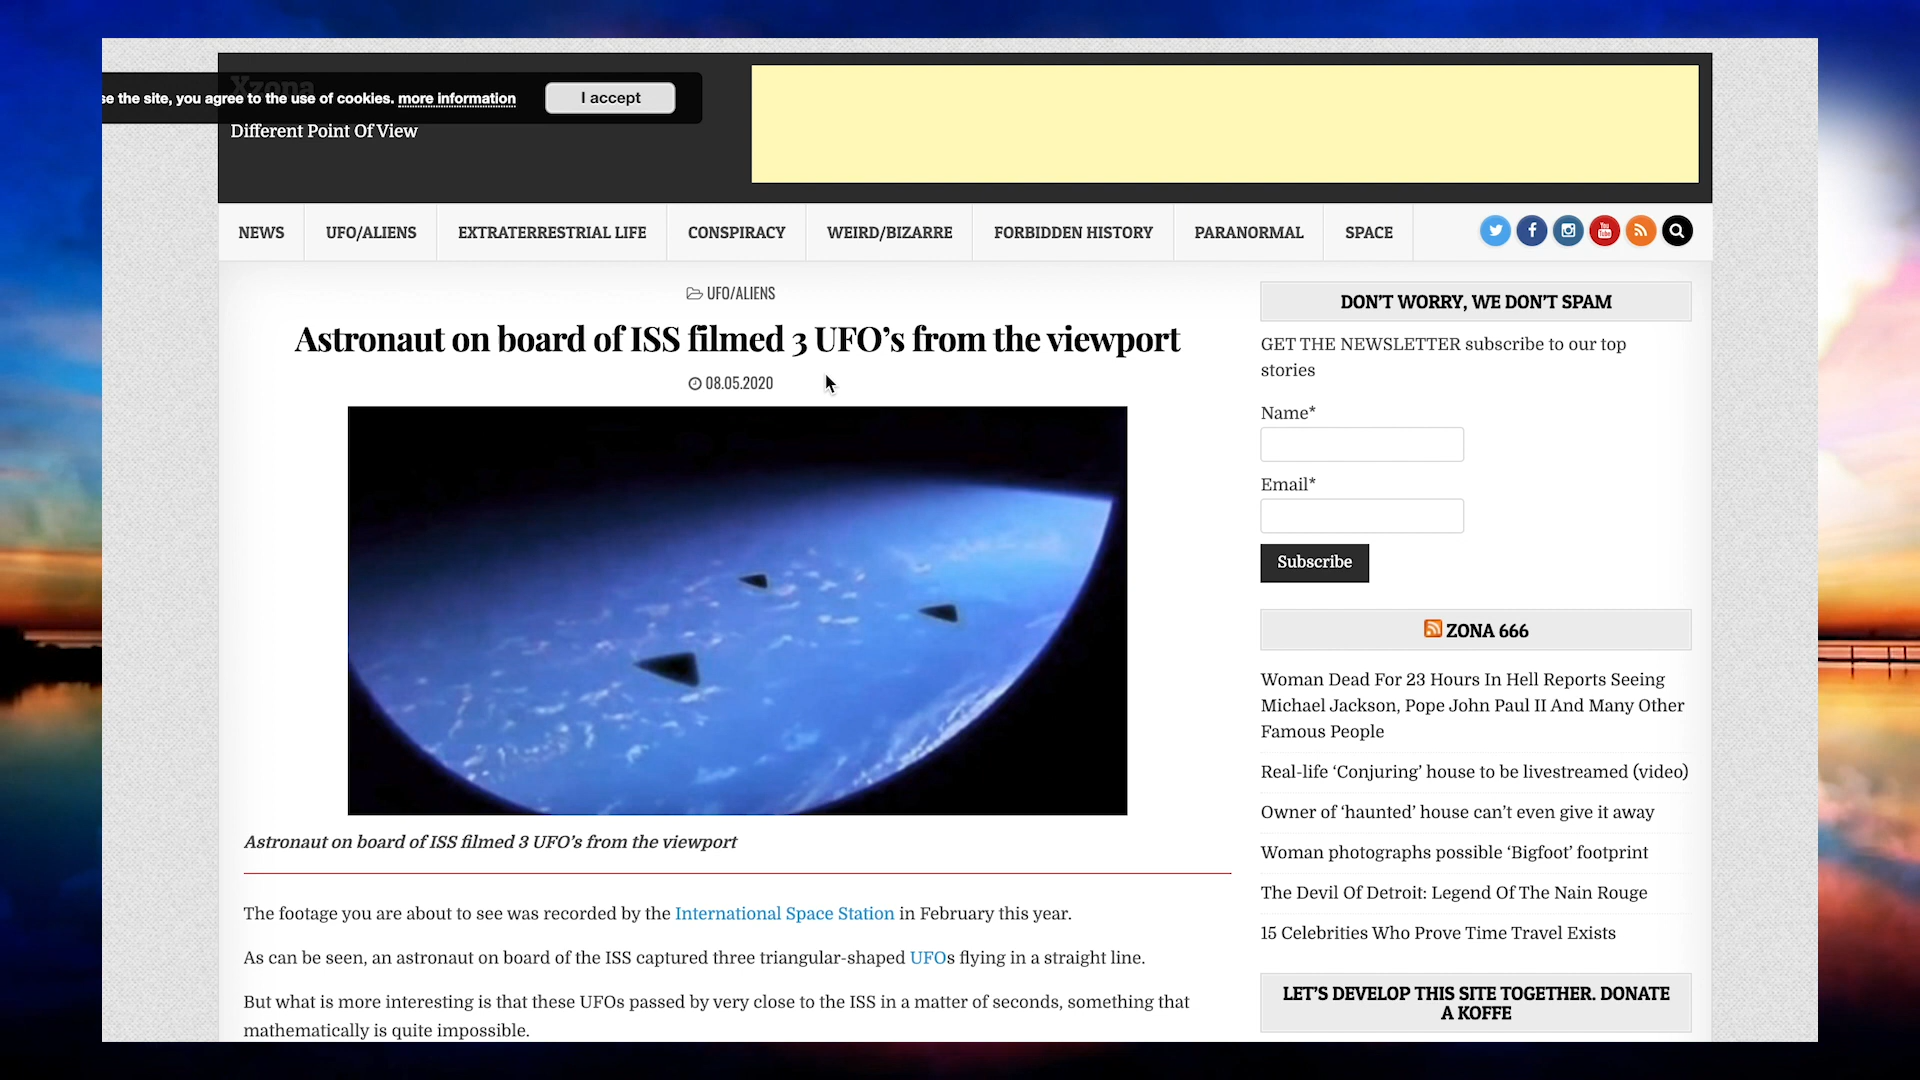 Xzona
se the site, you agree to the use of cookies. more information
I accept
Different Point Of View
NEWS
UFO/ALIENS
EXTRATERRESTRIAL LIFE
CONSPIRACY
WEIRD/BIZARRE
FORBIDDEN HISTORY
PARANORMAL
SPACE
UFO/ALIENS
Astronaut on board of ISS filmed 3 UFO's from the viewport
08.05.2020
Astronaut on board of ISS filmed 3 UFO's from the viewport
The footage you are about to see was recorded by the International Space Station in February this year.
As can be seen, an astronaut on board of the ISS captured three triangular-shaped UFOs flying in a straight line.
But what is more interesting is that these UFOs passed by very close to the ISS in a matter of seconds, something that
mathematically is quite impossible.
DON'T WORRY, WE DON'T SPAM
GET THE NEWSLETTER subscribe to our top
stories
Name*
Email*
Subscribe
ZONA 666
Woman Dead For 23 Hours In Hell Reports Seeing
Michael Jackson, Pope John Paul II And Many Other
Famous People
Real-life 'Conjuring' house to be livestreamed (video)
Owner of 'haunted' house can't even give it away
Woman photographs possible 'Bigfoot' footprint
The Devil Of Detroit: Legend Of The Nain Rouge
15 Celebrities Who Prove Time Travel Exists
LET'S DEVELOP THIS SITE TOGETHER. DONATE
A KOFFE